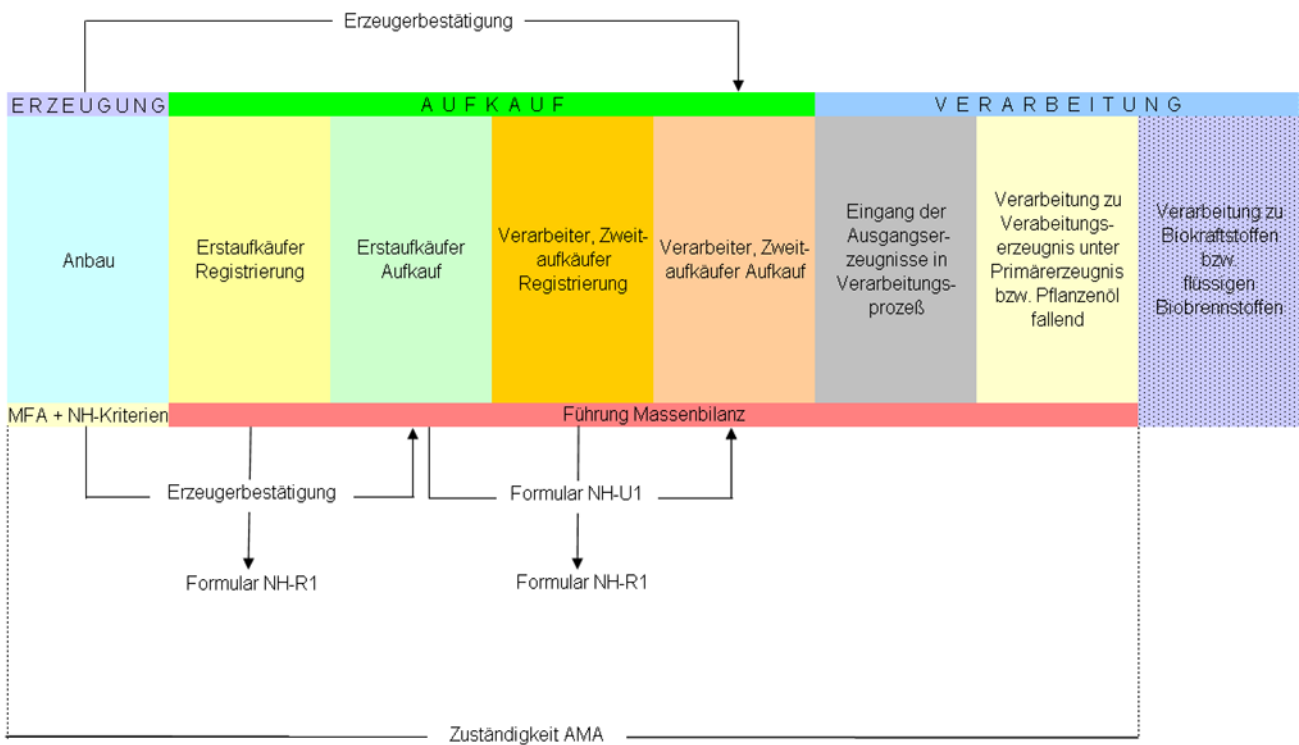 Erzeugerbestätigung
ERZEUGUNG
AUFKAUF
VERARBEITUNG
Anbau
Erstaufkäufer
Registrierung
Erstaufkäufer
Aufkauf
Verarbeiter, Zweit-
aufkäufer
Registrierung
Verarbeiter, Zweit-
aufkäufer Aufkauf
Eingang der
Ausgangser-
zeugnisse in
Verarbeitungs-
prozeß
Verarbeitung zu
Verabeitungs-
erzeugnis unter
Primärerzeugnis
bzw. Pflanzenöl
fallend
Verarbeitung zu
Biokraftstoffen
bzw.
flüssigen
Biobrennstoffen
MFA + NH-Kriterien
Führung Massenbilanz
Erzeugerbestätigung
Formular NH-U1
Formular NH-R1
Formular NH-R1
Zuständigkeit AMA